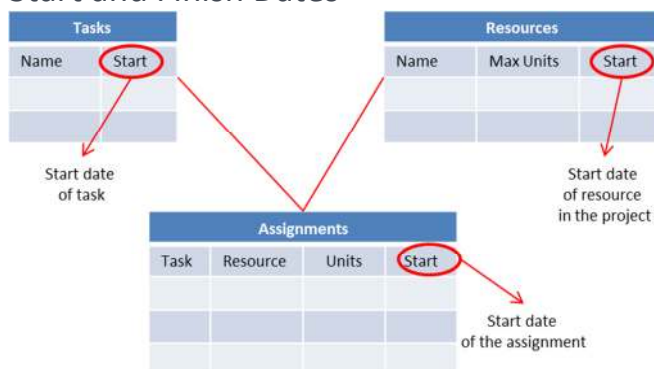 Start and Finish Dates
Tasks
Name Start
Resources
Name Max Units Start
Start date
of task
Start date
of resource
in the project
Assignments
Task Resource Units Start
Start date
of the assignment